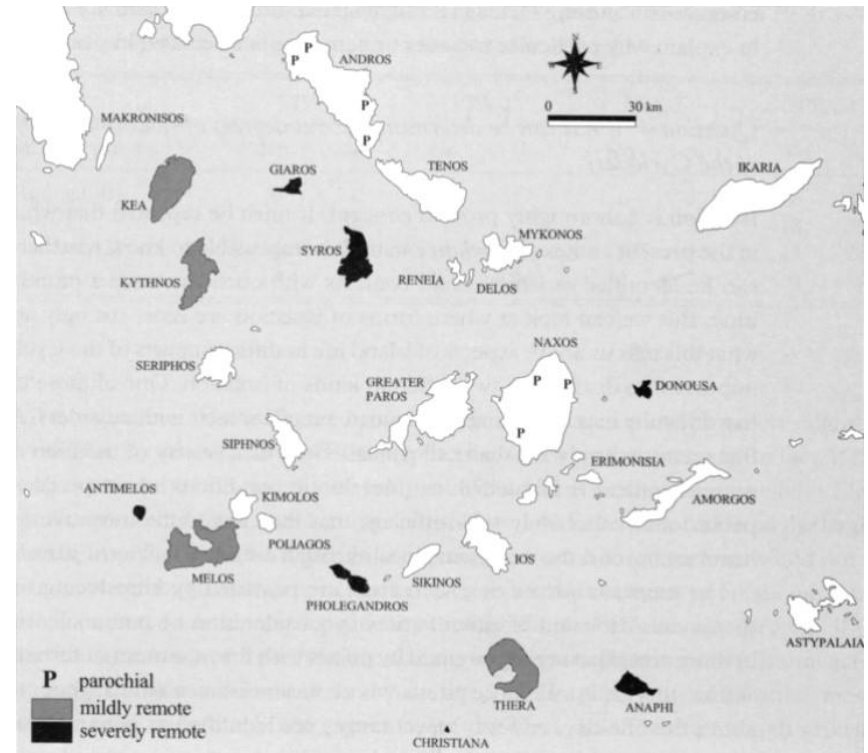 P
ANDROS
P
P
P
0 30 km
MAKRONISOS
TENOS
IKARIA
GIAROS
KEA
MYKONOS
SYROS
RENEIA
DELOS
KYTHNOS
NAXOS
SERIPHOS
GREATER
PAROS
P
P
DONOUSA
P
SIPHNOS
ERIMONISIA
ANTIMELOS
KIMOLOS
AMORGOS
POLIAGOS
IOS
MELOS
SIKINOS
PHOLEGANDROS
ASTYPALAIA
P parochial
mildly remote
severely remote
THERA
ANAPHI
CHRISTIANA